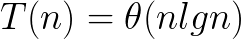 T(n) = θ(nlgn)